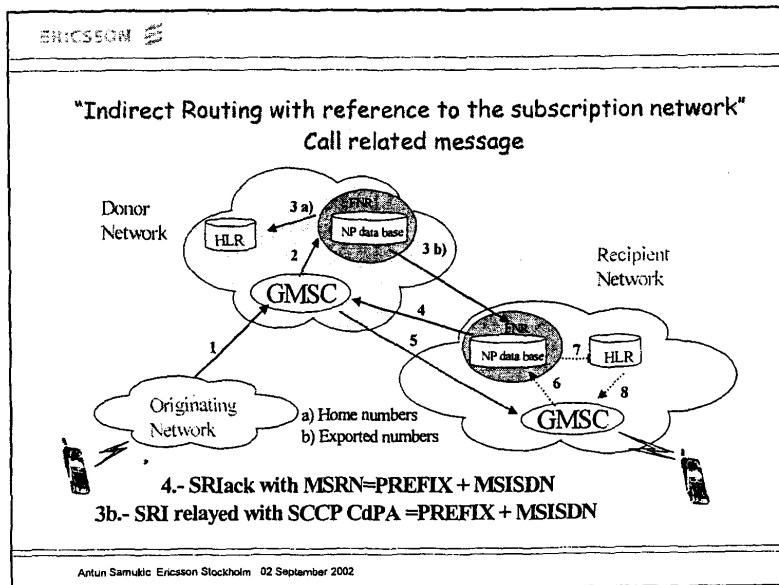 ERICSSON
"Indirect Routing with reference to the subscription network"
Call related message
Donor
Network
3 a)
FNR
NP data base
HLR
2
3 b)
GMSC
Recipient
Network
4
5
1
FNR
NP data base
7
HLR
6
8
GMSC
Originating
Network
a) Home numbers
b) Exported numbers
4.- SRIack with MSRN=PREFIX + MSISDN
3b.- SRI relayed with SCCP CdPA =PREFIX + MSISDN
Antun Samukic Ericsson Stockholm 02 September 2002